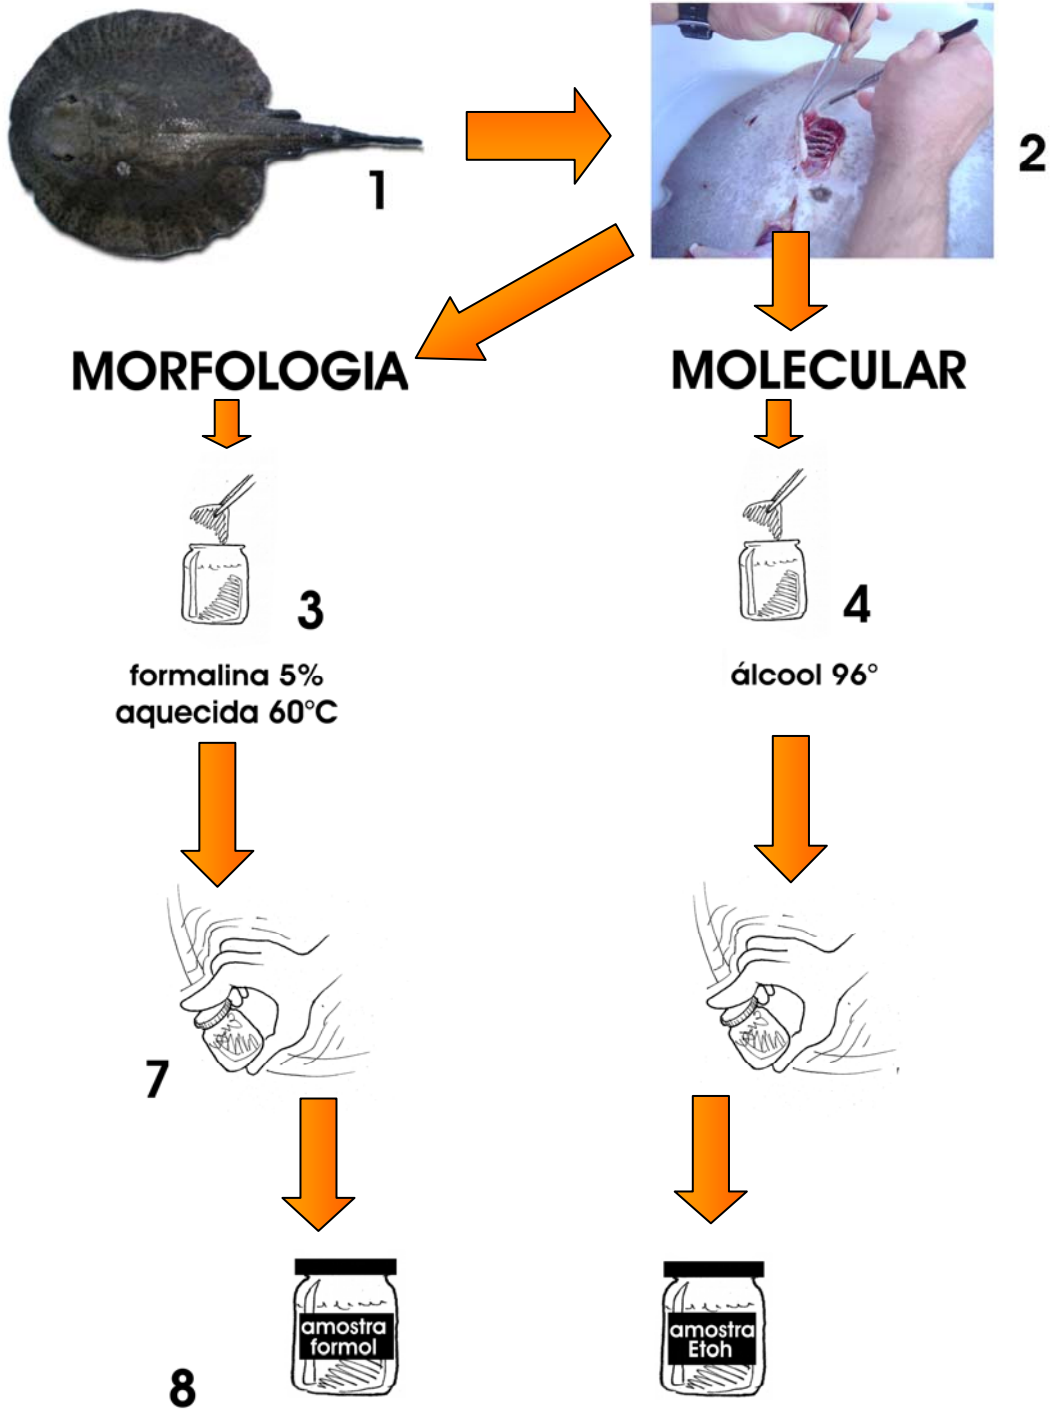 1
2
MORFOLOGIA
MOLECULAR
3
4
formalina 5%
aquecida 60°C
álcool 96°
7
amostra
formol
amostra
Etoh
8